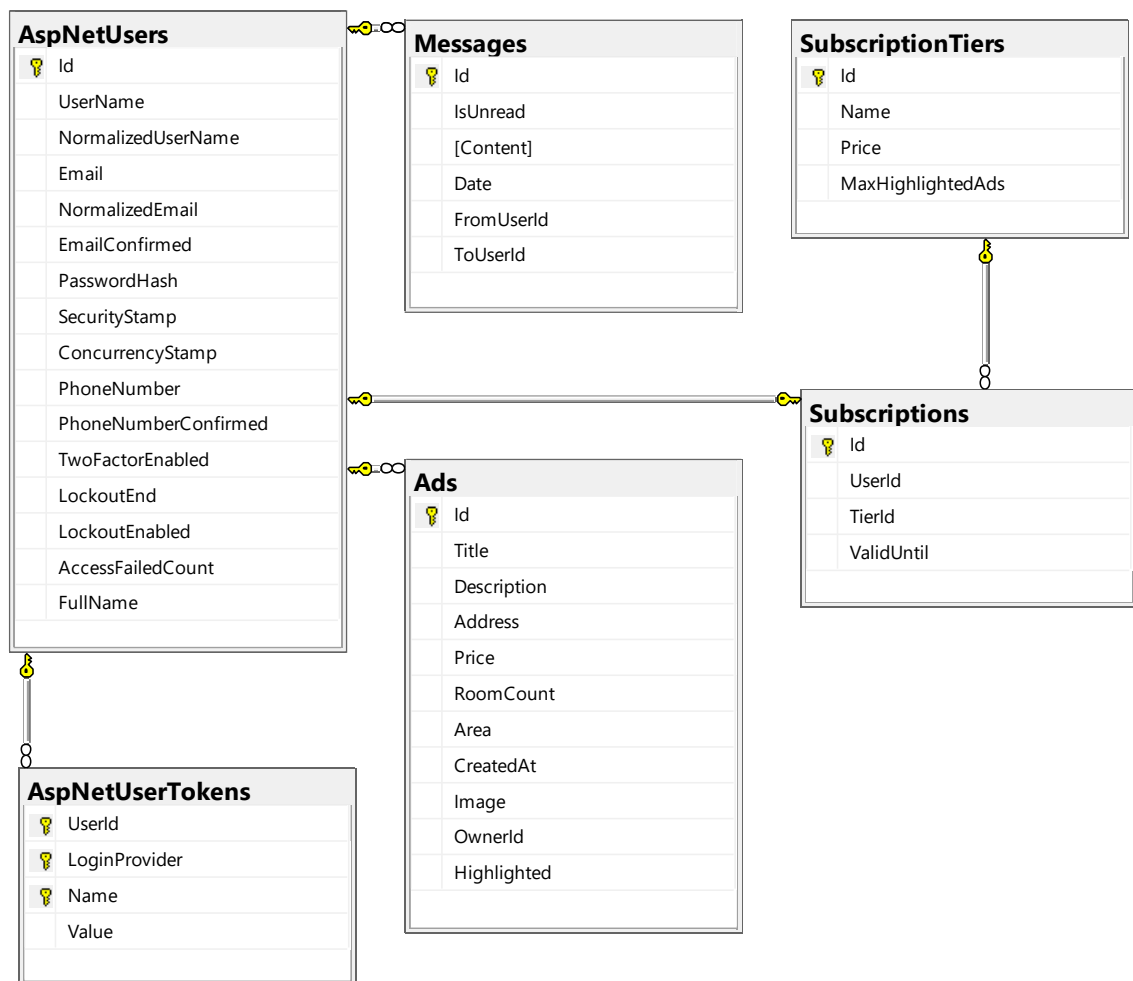 AspNetUsers
Id
UserName
NormalizedUserName
Email
NormalizedEmail
EmailConfirmed
PasswordHash
SecurityStamp
ConcurrencyStamp
PhoneNumber
PhoneNumberConfirmed
TwoFactorEnabled
LockoutEnd
LockoutEnabled
AccessFailedCount
FullName
Messages
Id
IsUnread
[Content]
Date
FromUserId
ToUserId
SubscriptionTiers
Id
Name
Price
MaxHighlightedAds
Subscriptions
Id
UserId
TierId
ValidUntil
Ads
Id
Title
Description
Address
Price
RoomCount
Area
CreatedAt
Image
OwnerId
Highlighted
AspNetUserTokens
UserId
LoginProvider
Name
Value